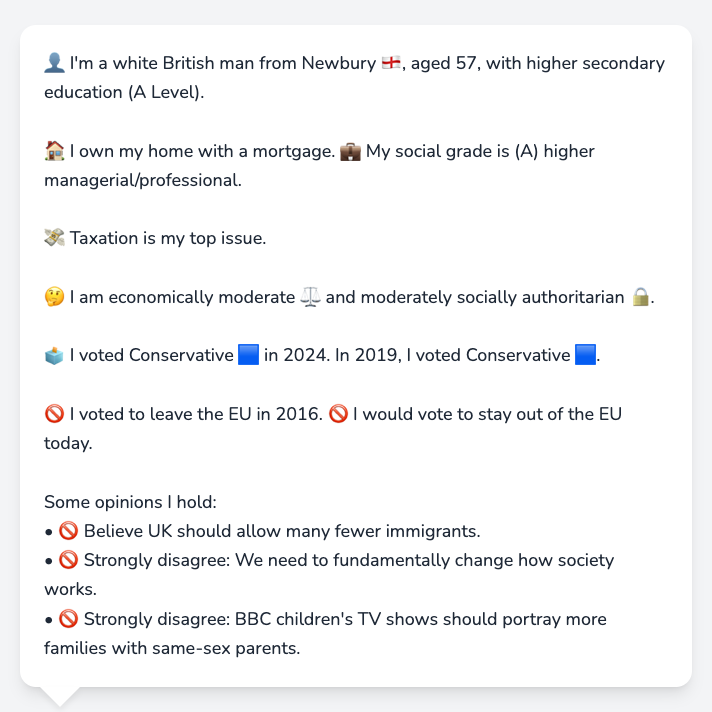 👤 I'm a white British man from Newbury 🏴󠁧󠁢󠁥󠁮󠁧󠁿, aged 57, with higher secondary
education (A Level).
🏠 I own my home with a mortgage. 💼 My social grade is (A) higher
managerial/professional.
💸 Taxation is my top issue.
🤔 I am economically moderate ⚖️ and moderately socially authoritarian 🔒.
🗳️ I voted Conservative 🟦 in 2024. In 2019, I voted Conservative 🟦.
🚫 I voted to leave the EU in 2016. 🚫 I would vote to stay out of the EU
today.
Some opinions I hold:
• 🚫 Believe UK should allow many fewer immigrants.
• 🚫 Strongly disagree: We need to fundamentally change how society
works.
• 🚫 Strongly disagree: BBC children's TV shows should portray more
families with same-sex parents.